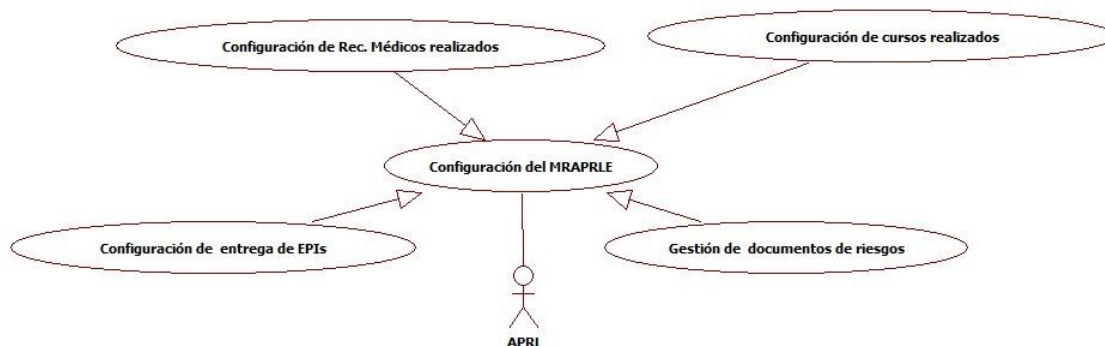 Configuración de Rec. Médicos realizados
Configuración de cursos realizados
Configuración del MRAPRLE
Configuración de entrega de EPIs
Gestión de documentos de riesgos
APRL